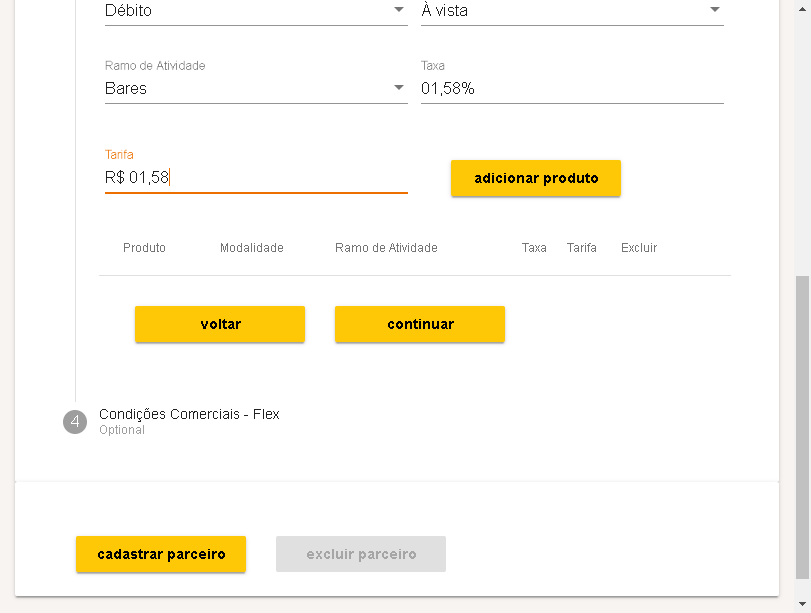 Débito À vista
Ramo de Atividade Taxa
Bares 01,58%
Tarifa
R$ 01,58
adicionar produto
Produto Modalidade Ramo de Atividade Taxa Tarifa Excluir
voltar continuar
4 Condições Comerciais - Flex
Optional
cadastrar parceiro excluir parceiro